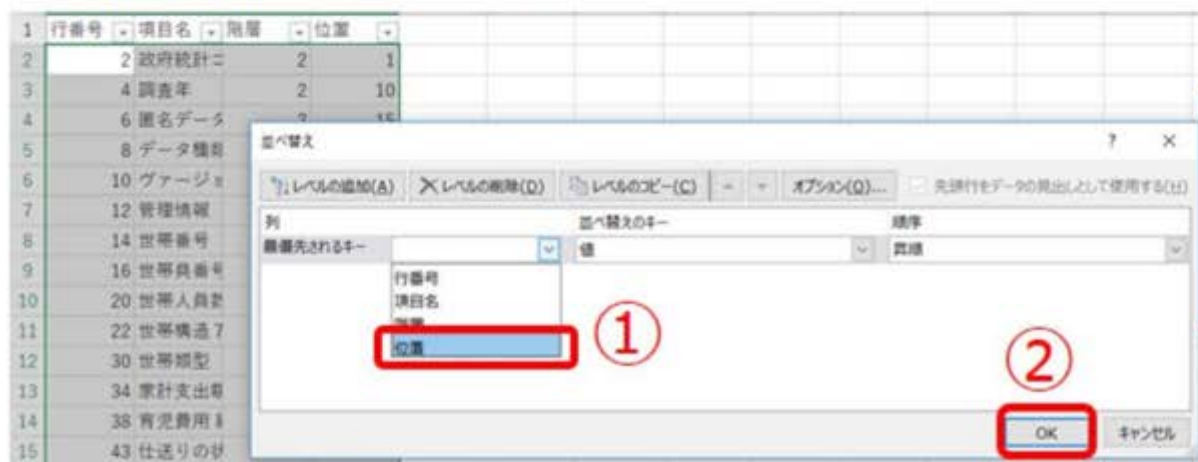 1 行番号 項目名 階層 位置
2 2 政府統計コ 2 1
3 4 調査年 2 10
4 6 匿名データ 2 15
5 8 データ種類
6 10 ヴァージョ
7 12 管理情報
8 14 世帯番号
9 16 世帯員番号
10 20 世帯人員数
11 22 世帯構造
12 30 世帯類型
13 34 家計支出額
14 38 育児費用
15 43 仕送りの状
並べ替え ? ×
レベルの追加(A) レベルの削除(D) レベルのコピー(C) オプション(O)... 先頭行をデータの見出しとして使用する(H)
列 並べ替えのキー 順序
最優先されるキー 値 昇順
行番号
項目名
階層
位置
①
②
OK キャンセル